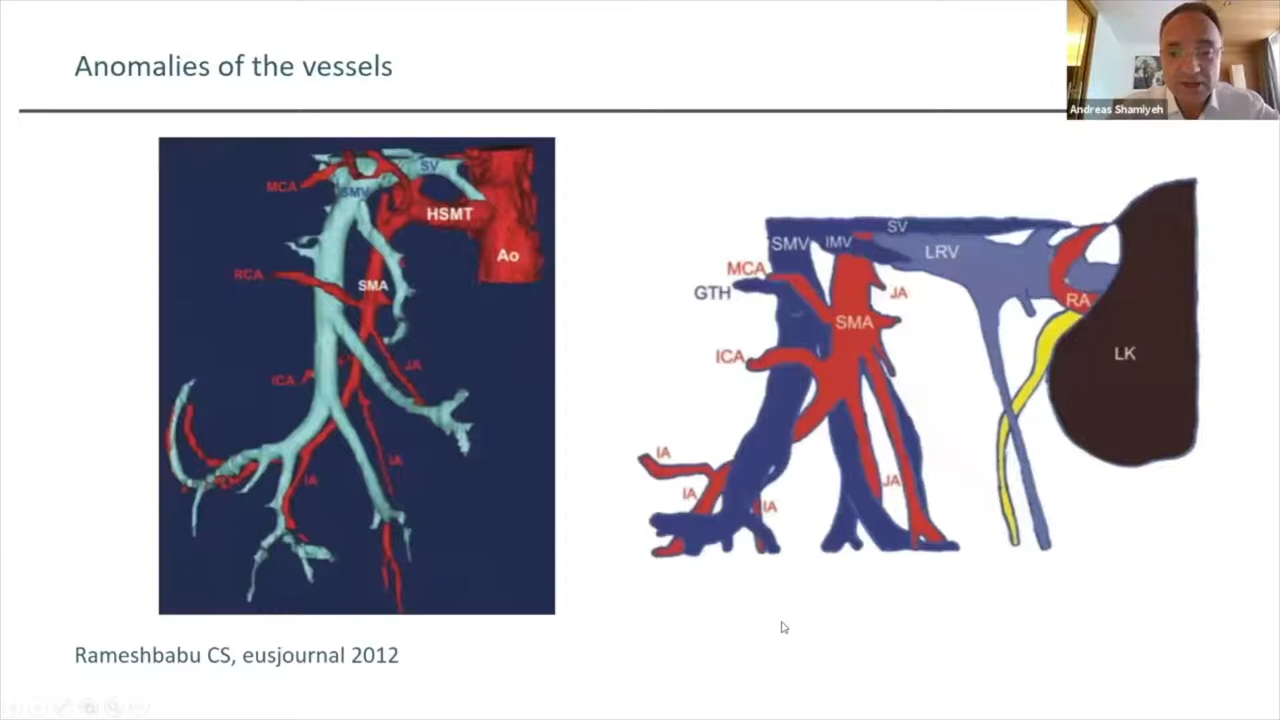 Anomalies of the vessels
Andreas Shamiyeh
MCA
SMV
SV
HSMT
Ao
RCA
SMA
ICA
JA
IA
IA
SMV
IMV
SV
LRV
MCA
GTH
JA
SMA
RA
ICA
LK
IA
IA
IA
JA
Rameshbabu CS, eusjournal 2012